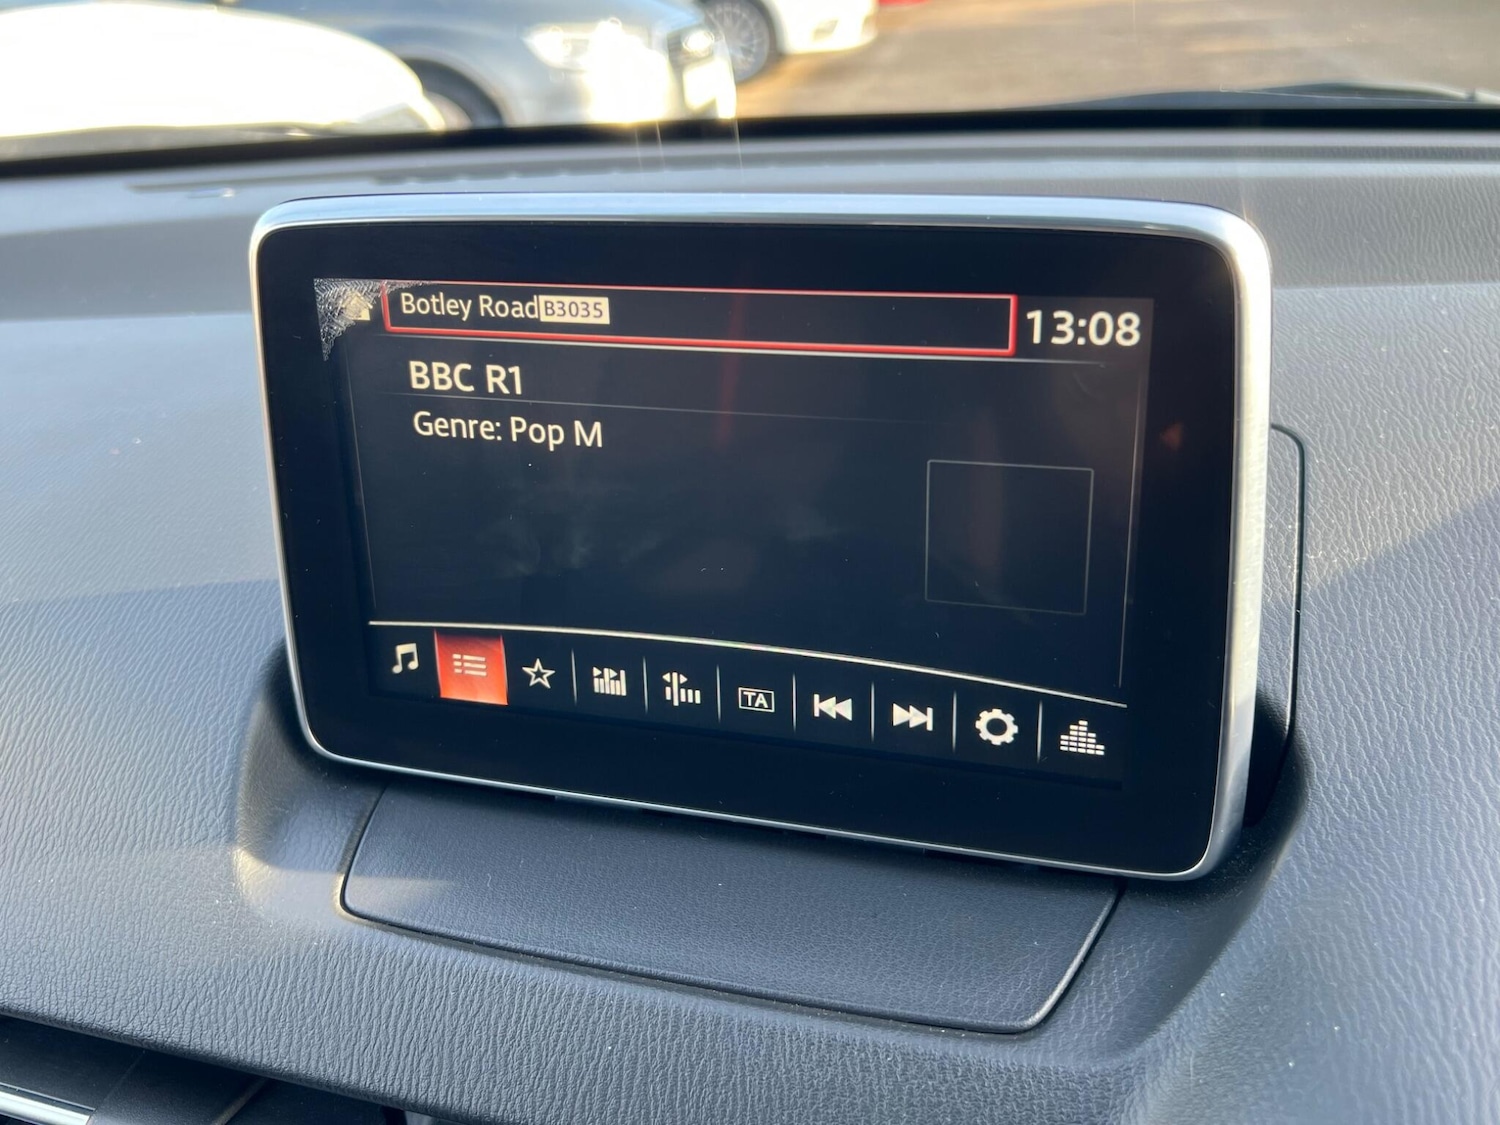 Botley Road B3035
13:08
BBC R1
Genre: Pop M
TA